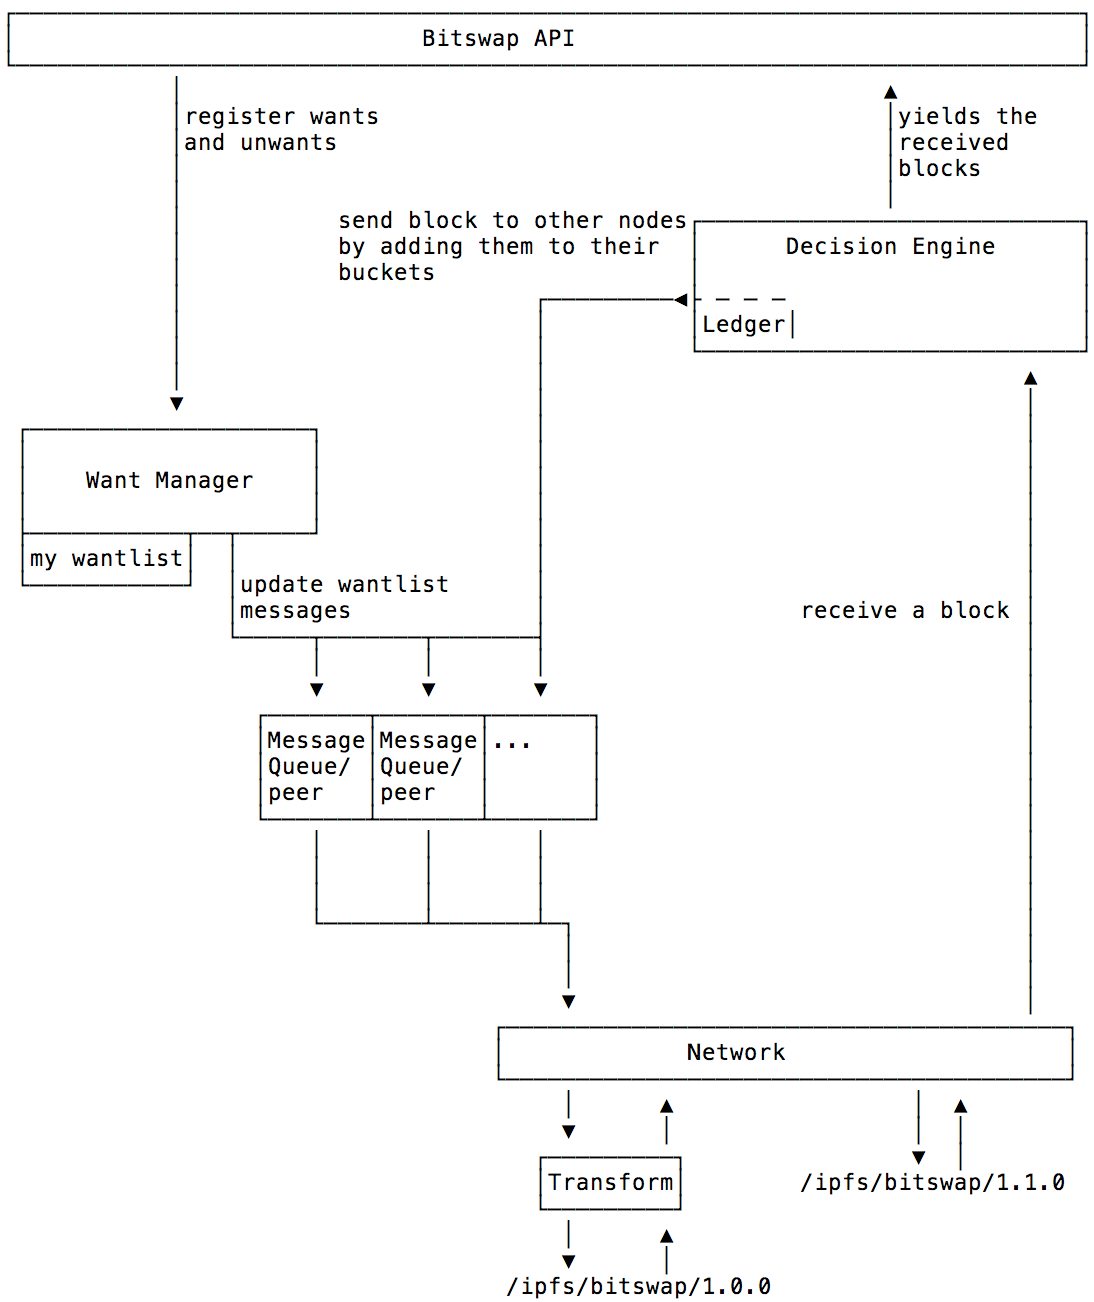 Bitswap API
register wants
and unwants
yields the
received
blocks
send block to other nodes
by adding them to their
buckets
Decision Engine
Ledger
Want Manager
my wantlist
update wantlist
messages
receive a block
Message
Queue/
peer
Message
Queue/
peer
...
Network
Transform
/ipfs/bitswap/1.1.0
/ipfs/bitswap/1.0.0